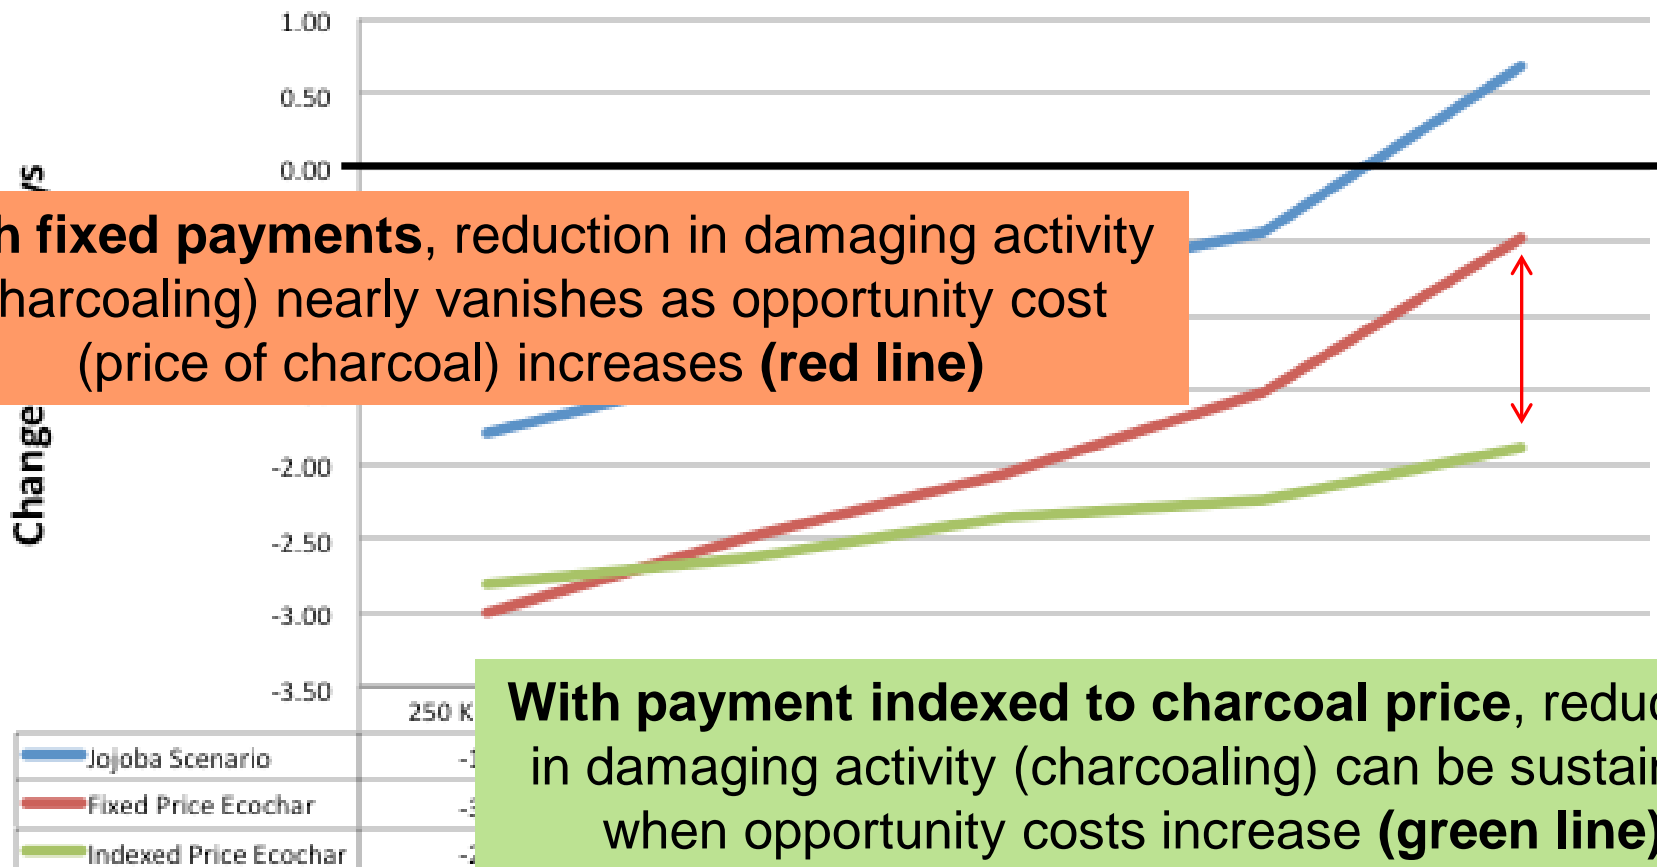 1.00
0.50
0.00
fixed payments, reduction in damaging activity
harcoaling) nearly vanishes as opportunity cost
(price of charcoal) increases (red line)
Change
-2.00
-2.50
-3.00
-3.50
250 K
With payment indexed to charcoal price, reduc
in damaging activity (charcoaling) can be sustai
when opportunity costs increase (green line)
Jojoba Scenario
Fixed Price Ecochar
Indexed Price Ecochar